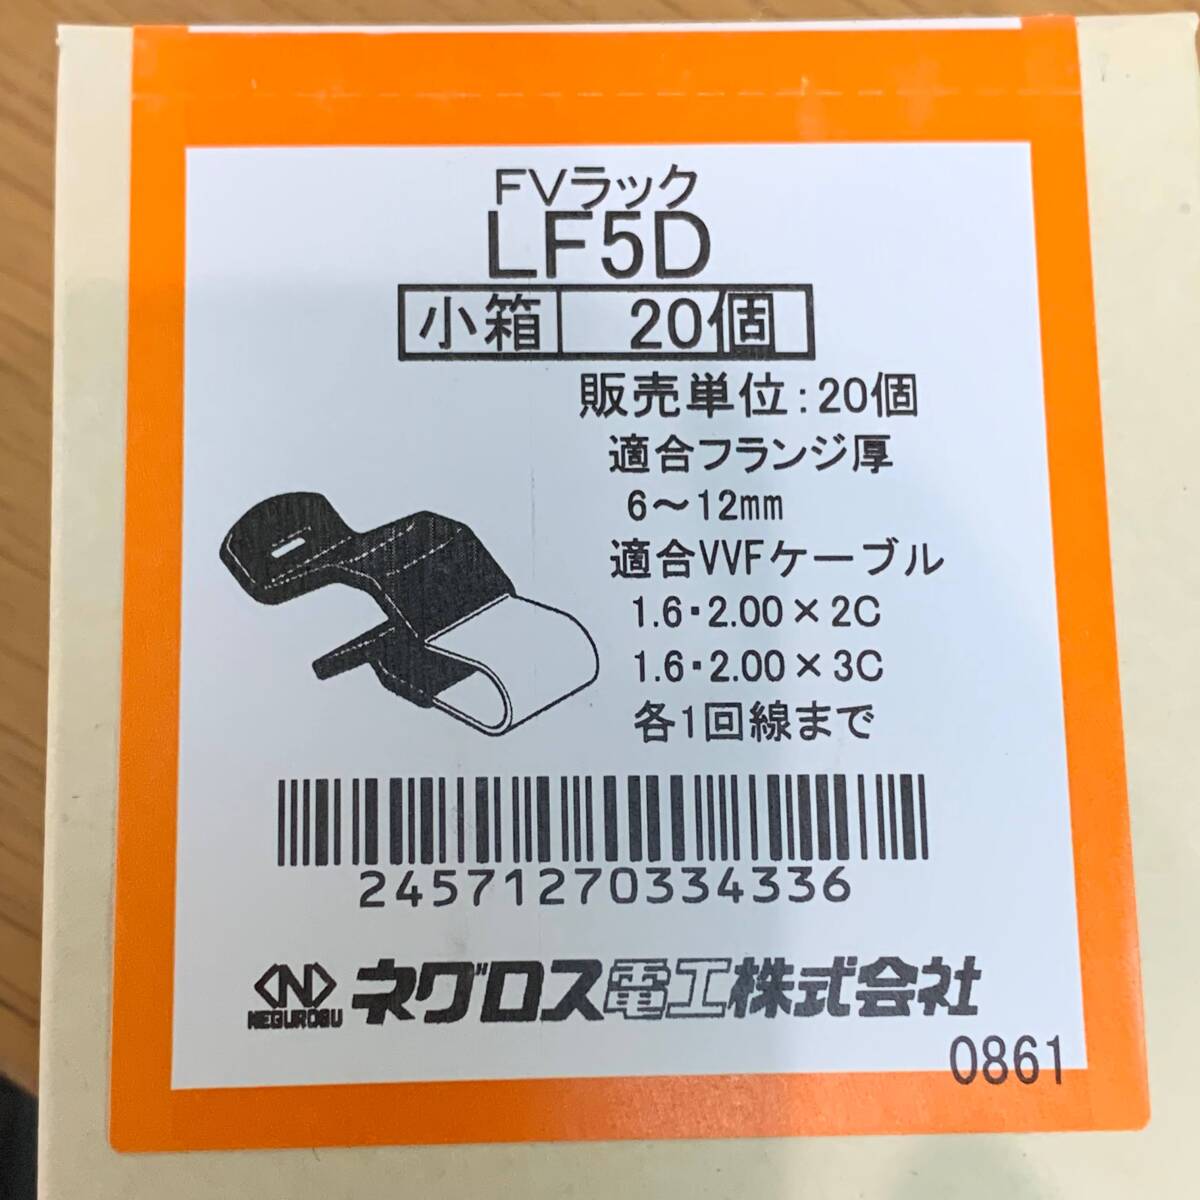 FVラック
LF5D
小箱 20個
販売単位:20個
適合フランジ厚
6～12mm
適合VVFケーブル
1.6・2.00×2C
1.6・2.00×3C
各1回線まで
24571270334336
N NEGUROSU ネグロス電工株式会社
0861